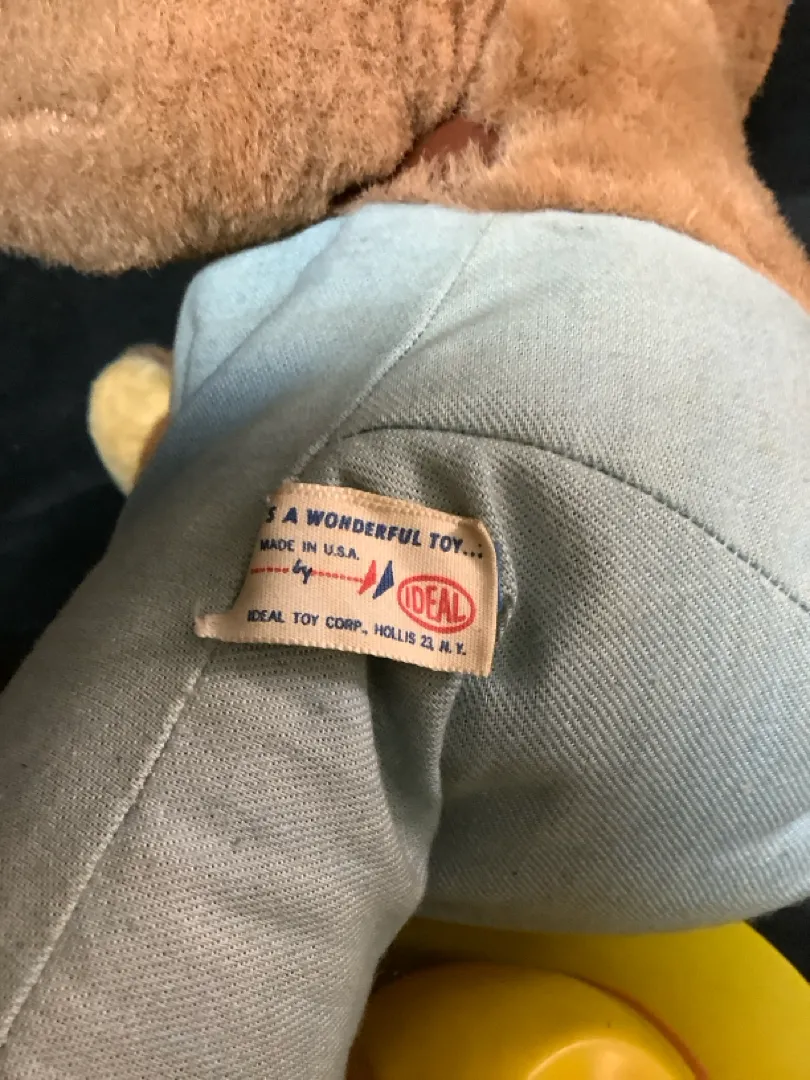 S A WONDERFUL TOY...
MADE IN U.S.A.
by IDEAL
IDEAL TOY CORP., HOLLIS 23, N. Y.